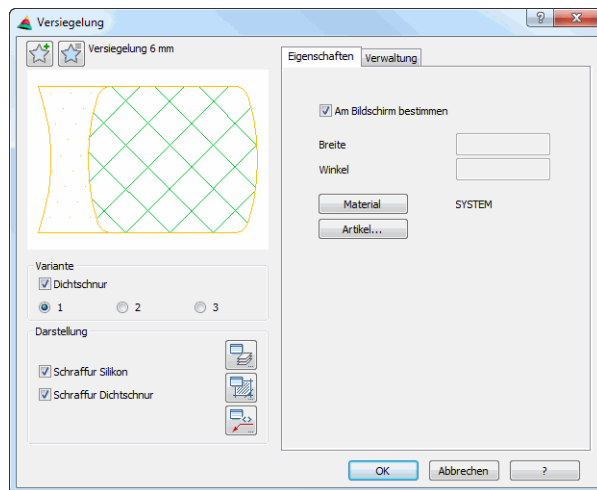 Versiegelung
?
Versiegelung 6 mm
Eigenschaften
Verwaltung
Am Bildschirm bestimmen
Breite
Winkel
Material
SYSTEM
Artikel...
Variante
Dichtschnur
1
2
3
Darstellung
Schraffur Silikon
Schraffur Dichtschnur
OK
Abbrechen
?